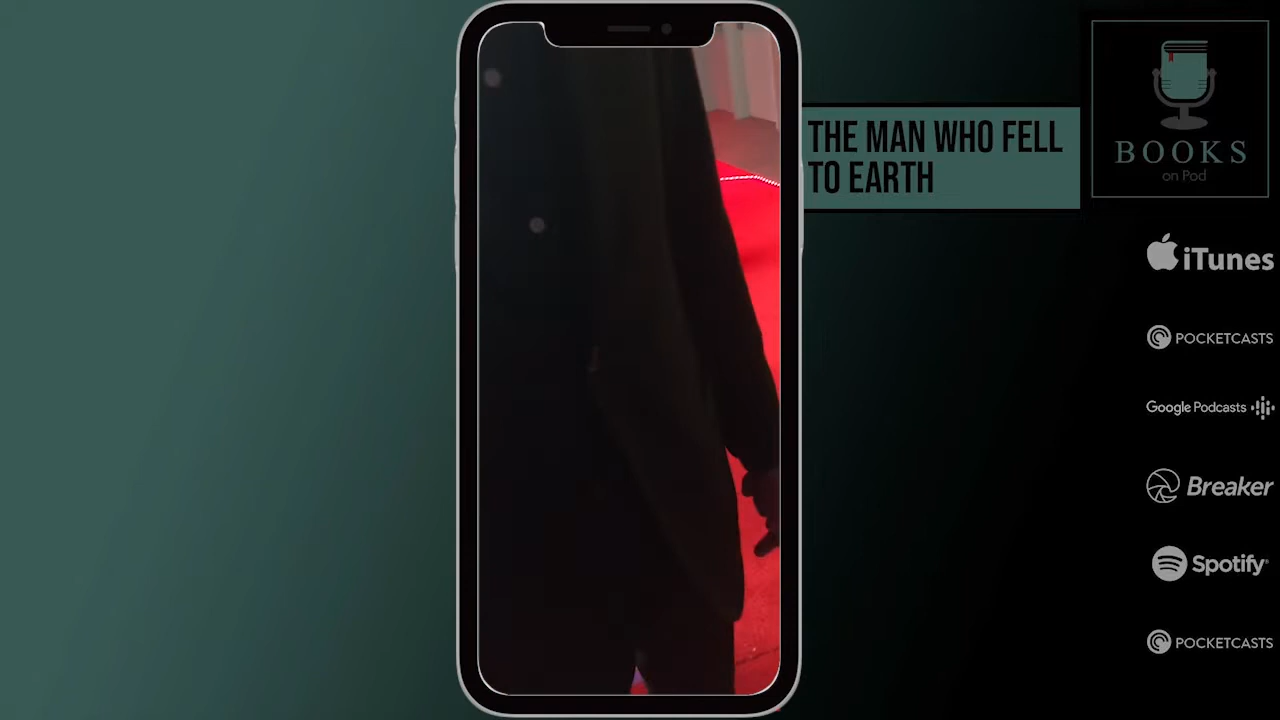 THE MAN WHO FELL
TO EARTH
BOOKS
on Pod
iTunes
POCKETCASTS
Google Podcasts
Breaker
Spotify
POCKETCASTS